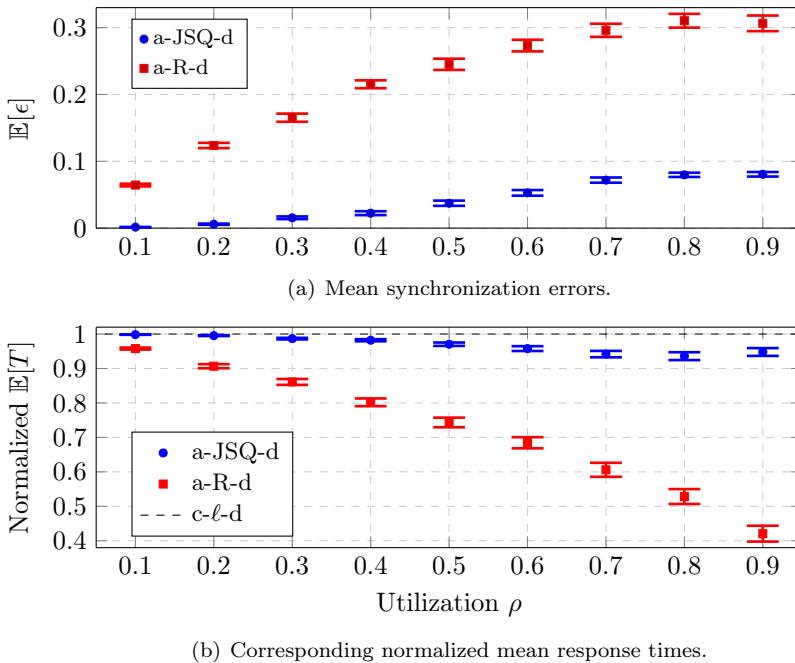 0.3
0.2
0.1
0
𝔼[ϵ]
a-JSQ-d
a-R-d
0.1 0.2 0.3 0.4 0.5 0.6 0.7 0.8 0.9
(a) Mean synchronization errors.
1
0.9
0.8
0.7
0.6
0.5
0.4
Normalized 𝔼[T]
a-JSQ-d
a-R-d
c-ℓ-d
0.1 0.2 0.3 0.4 0.5 0.6 0.7 0.8 0.9
Utilization ρ
(b) Corresponding normalized mean response times.